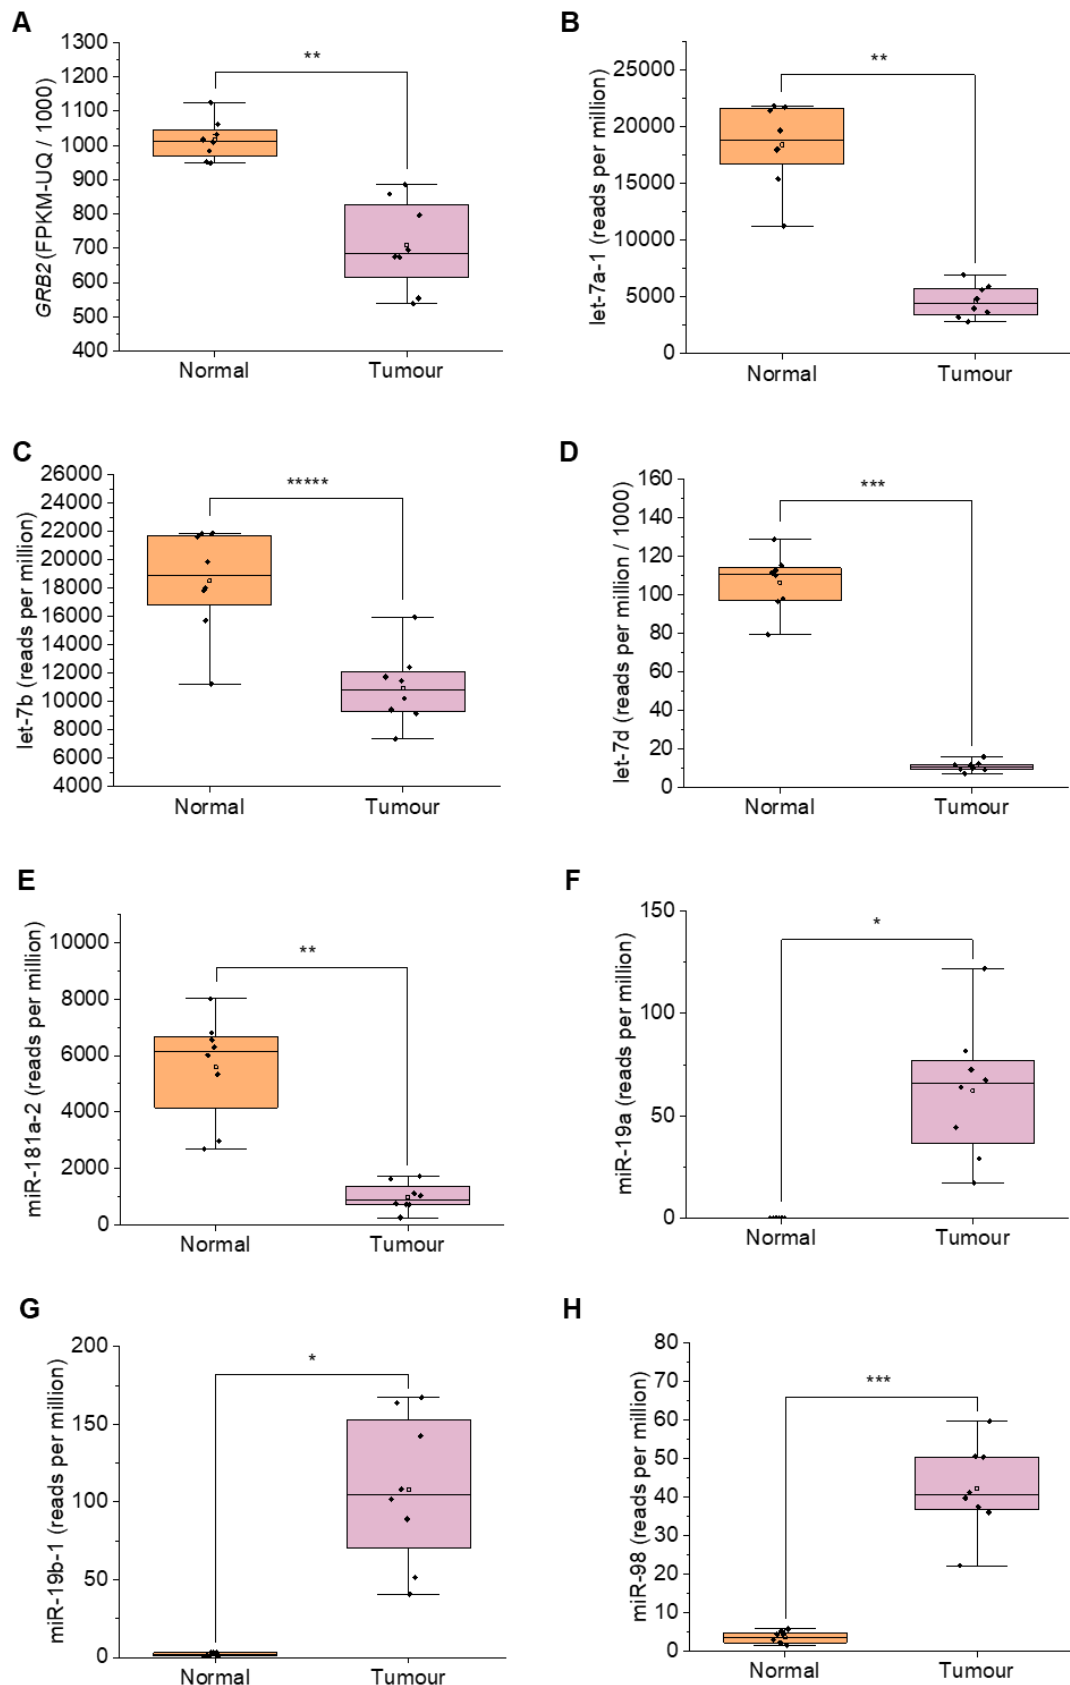 A
GRB2 (FPKM-UQ / 1000)
1300
1200
1100
1000
900
800
700
600
500
400
**
Normal
Tumour
B
let-7a-1 (reads per million)
25000
20000
15000
10000
5000
0
**
Normal
Tumour
C
let-7b (reads per million)
26000
24000
22000
20000
18000
16000
14000
12000
10000
8000
6000
4000
*****
Normal
Tumour
D
let-7d (reads per million / 1000)
160
140
120
100
80
60
40
20
0
***
Normal
Tumour
E
miR-181a-2 (reads per million)
10000
8000
6000
4000
2000
0
**
Normal
Tumour
F
miR-19a (reads per million)
150
100
50
0
*
Normal
Tumour
G
miR-19b-1 (reads per million)
200
150
100
50
0
*
Normal
Tumour
H
miR-98 (reads per million)
80
70
60
50
40
30
20
10
0
***
Normal
Tumour